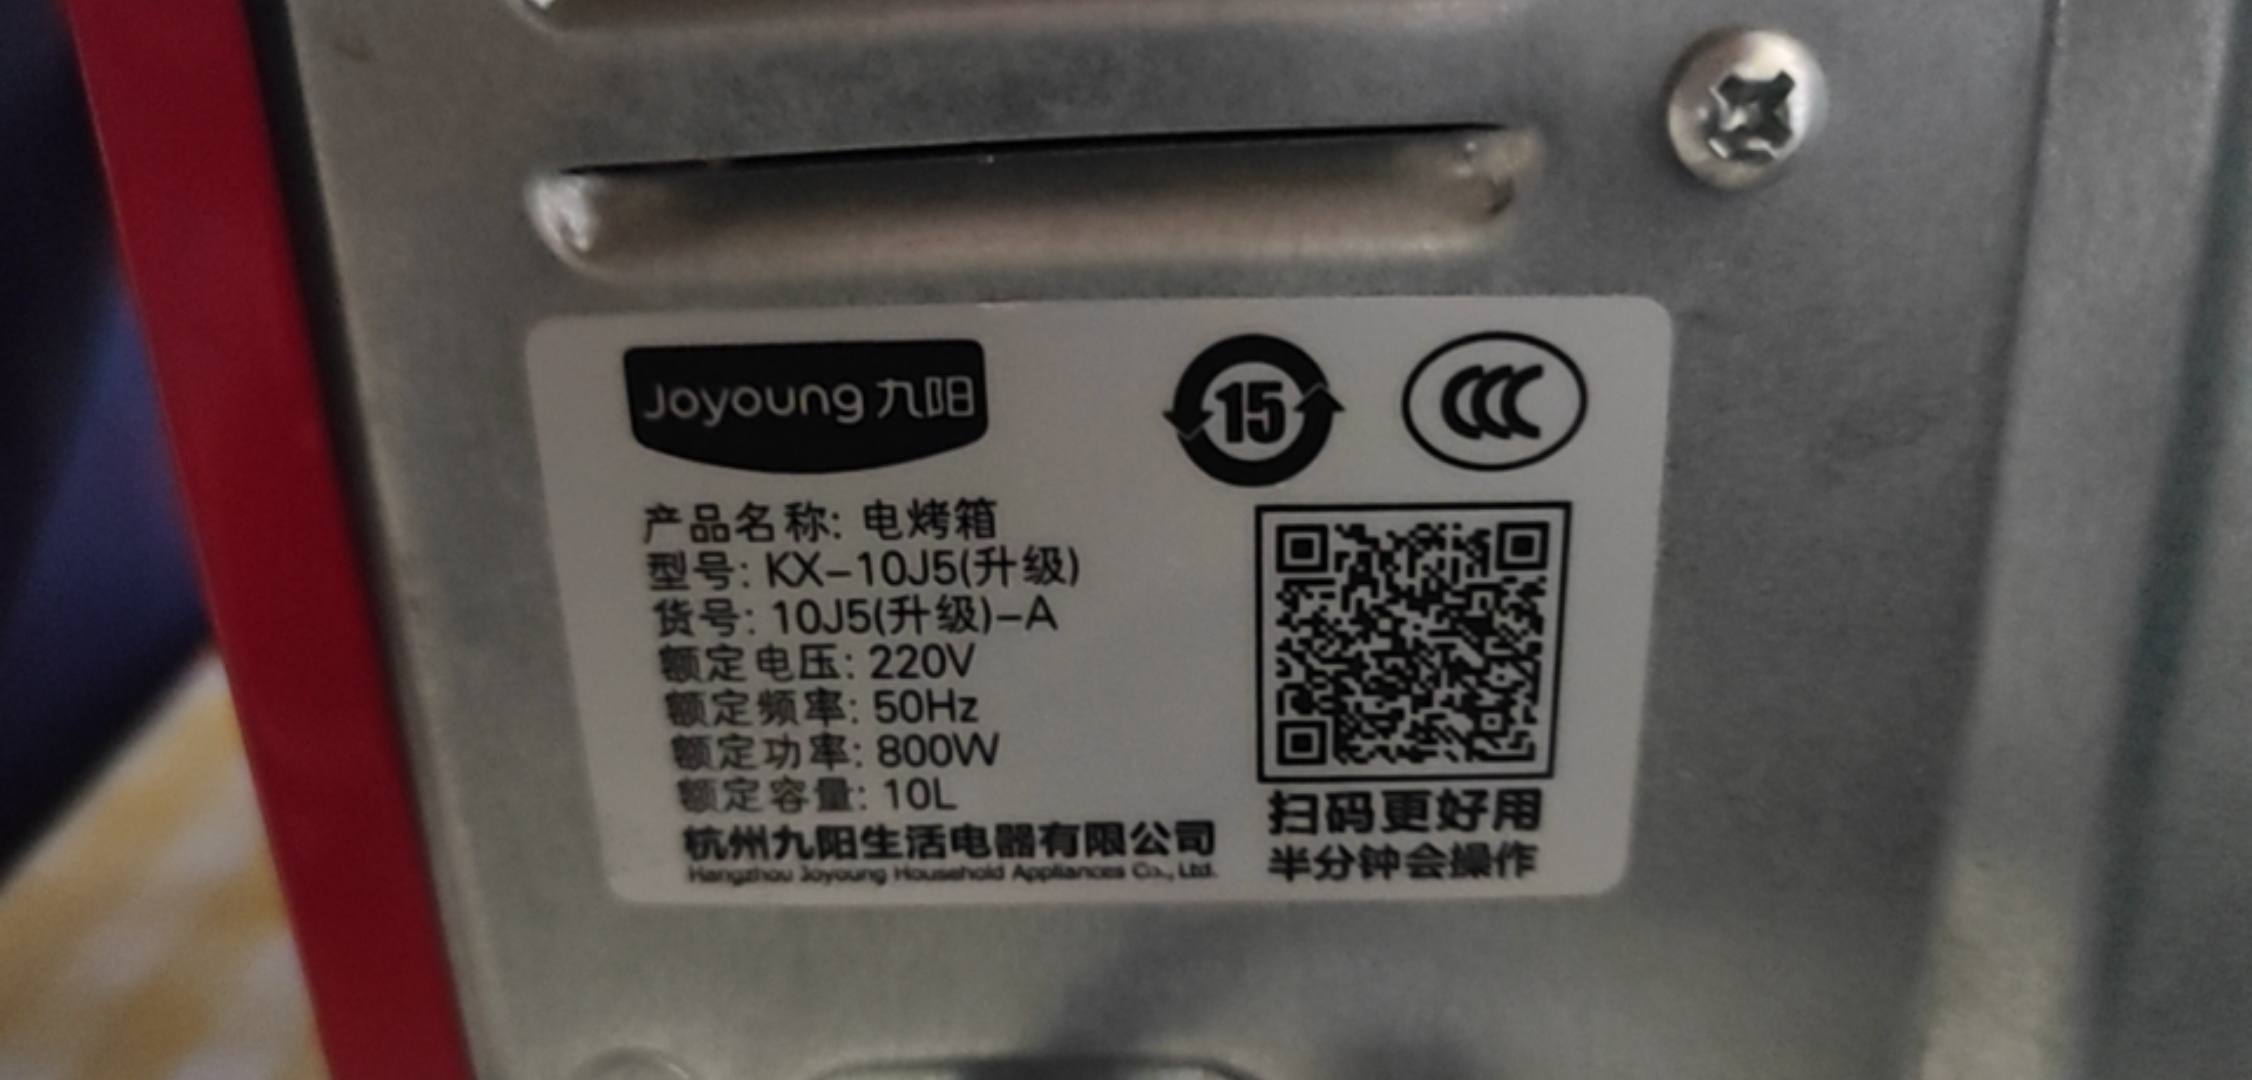 Joyoung 九阳
15
CCC
产品名称: 电烤箱
型号: KX-10J5(升级)
货号: 10J5(升级)-A
额定电压: 220V
额定频率: 50Hz
额定功率: 800W
额定容量: 10L
杭州九阳生活电器有限公司
Hangzhou Joyoung Household Appliances Co., Ltd.
扫码更好用
半分钟会操作